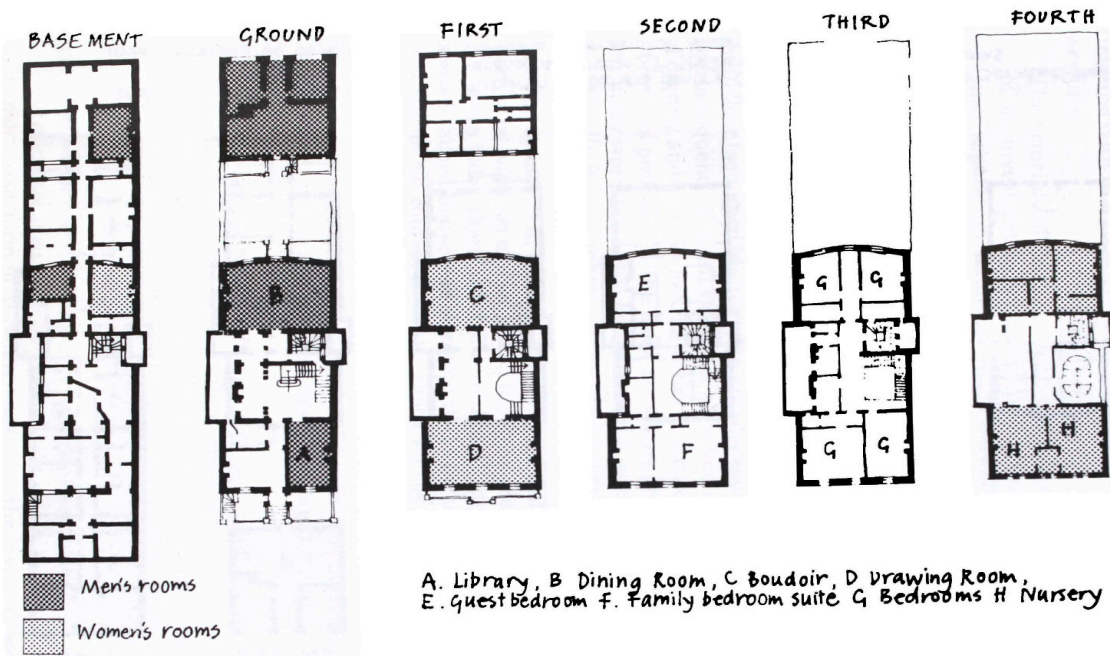 BASEMENT GROUND FIRST SECOND THIRD FOURTH
B C E G G
A D F G G H H
Men's rooms
Women's rooms
A. Library, B Dining Room, C Boudoir, D Drawing Room,
E. Guest bedroom F. Family bedroom suite G Bedrooms H Nursery